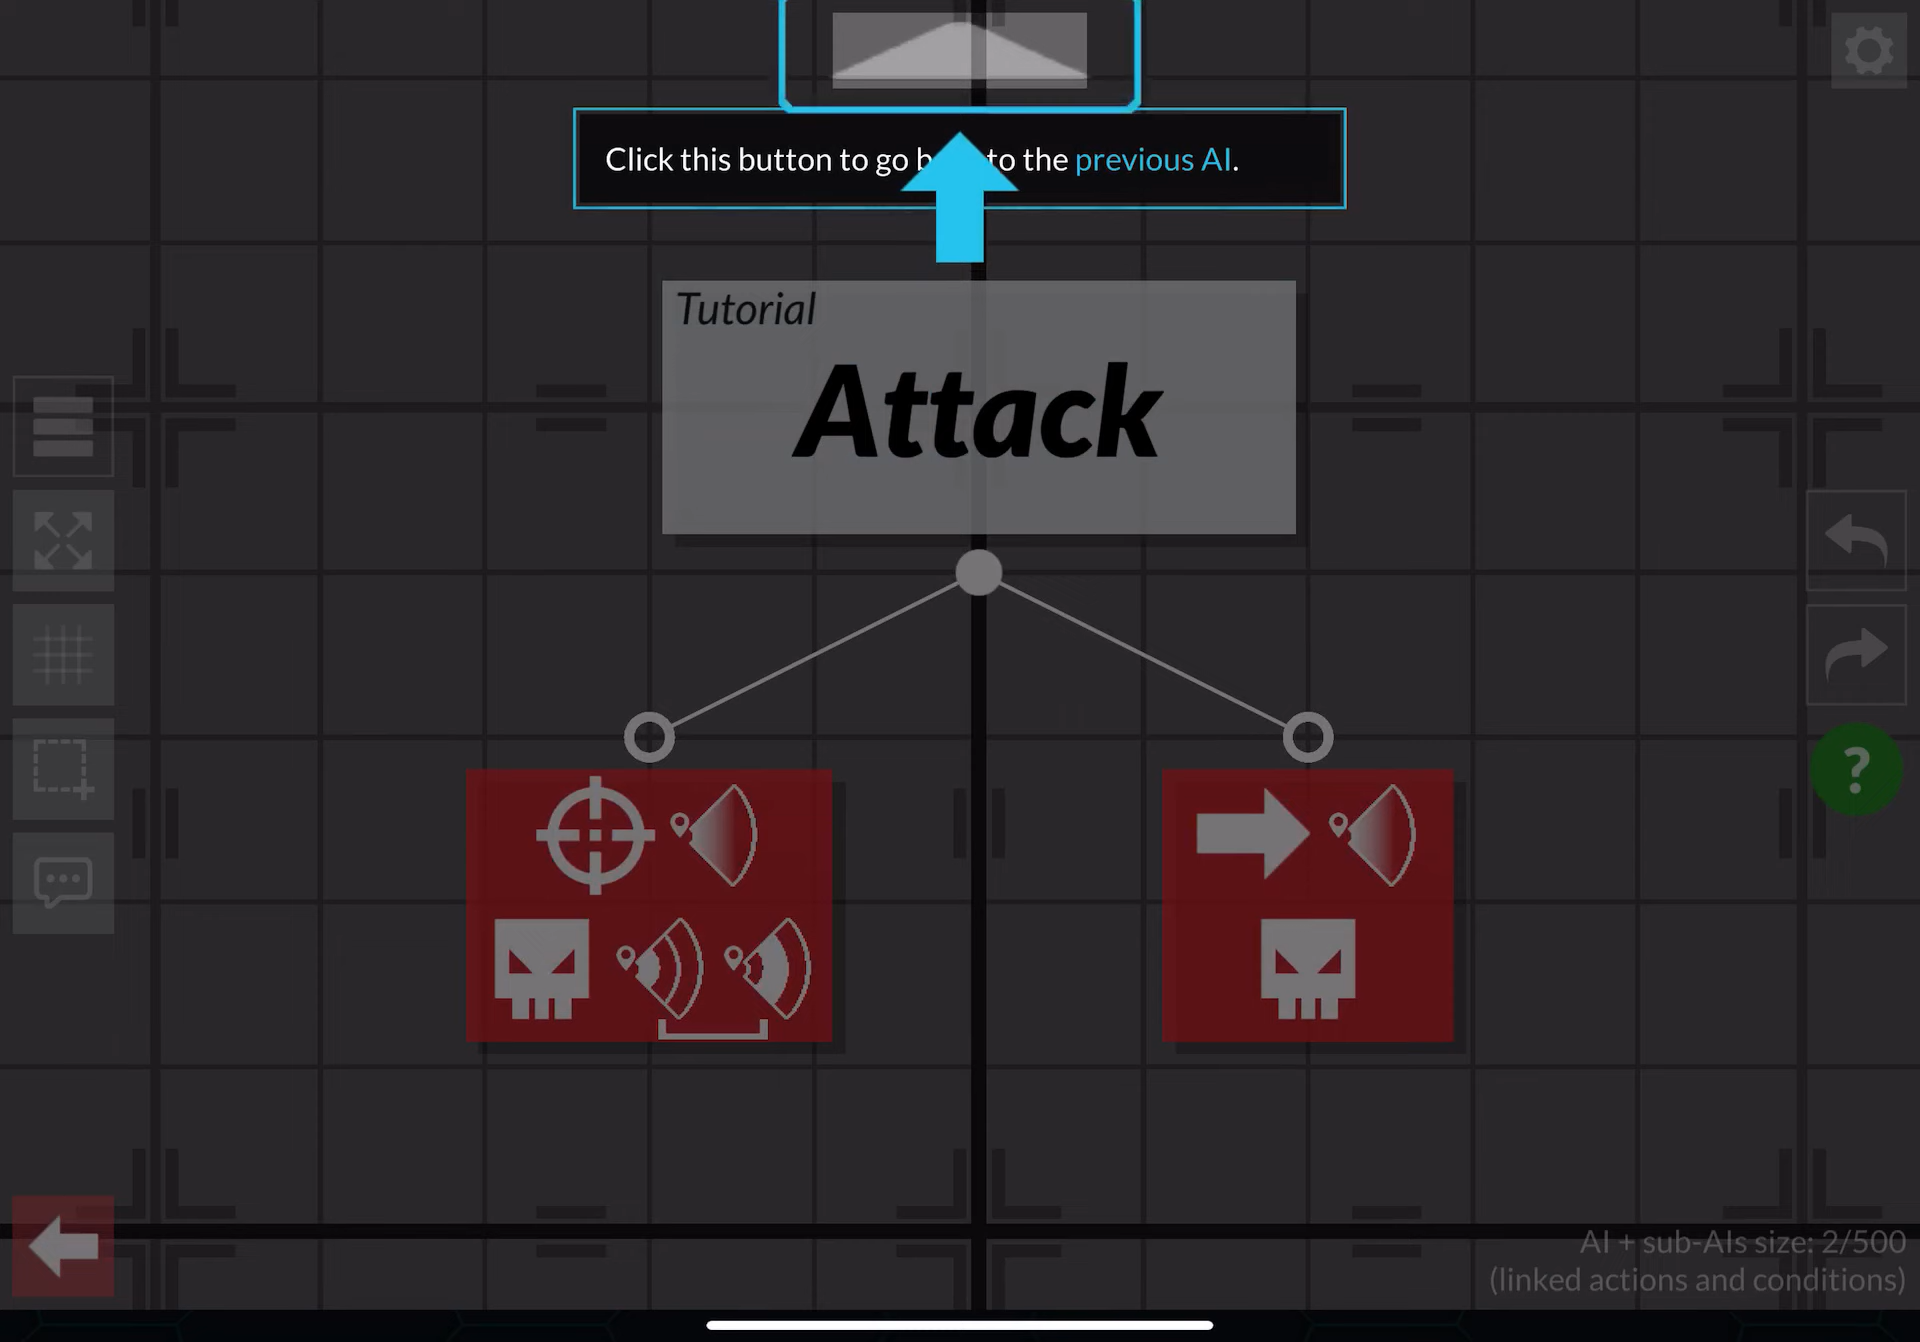 Click this button to go b to the previous AI.
Tutorial
Attack
?
AI + sub-AIs size: 2/500
(linked actions and conditions)